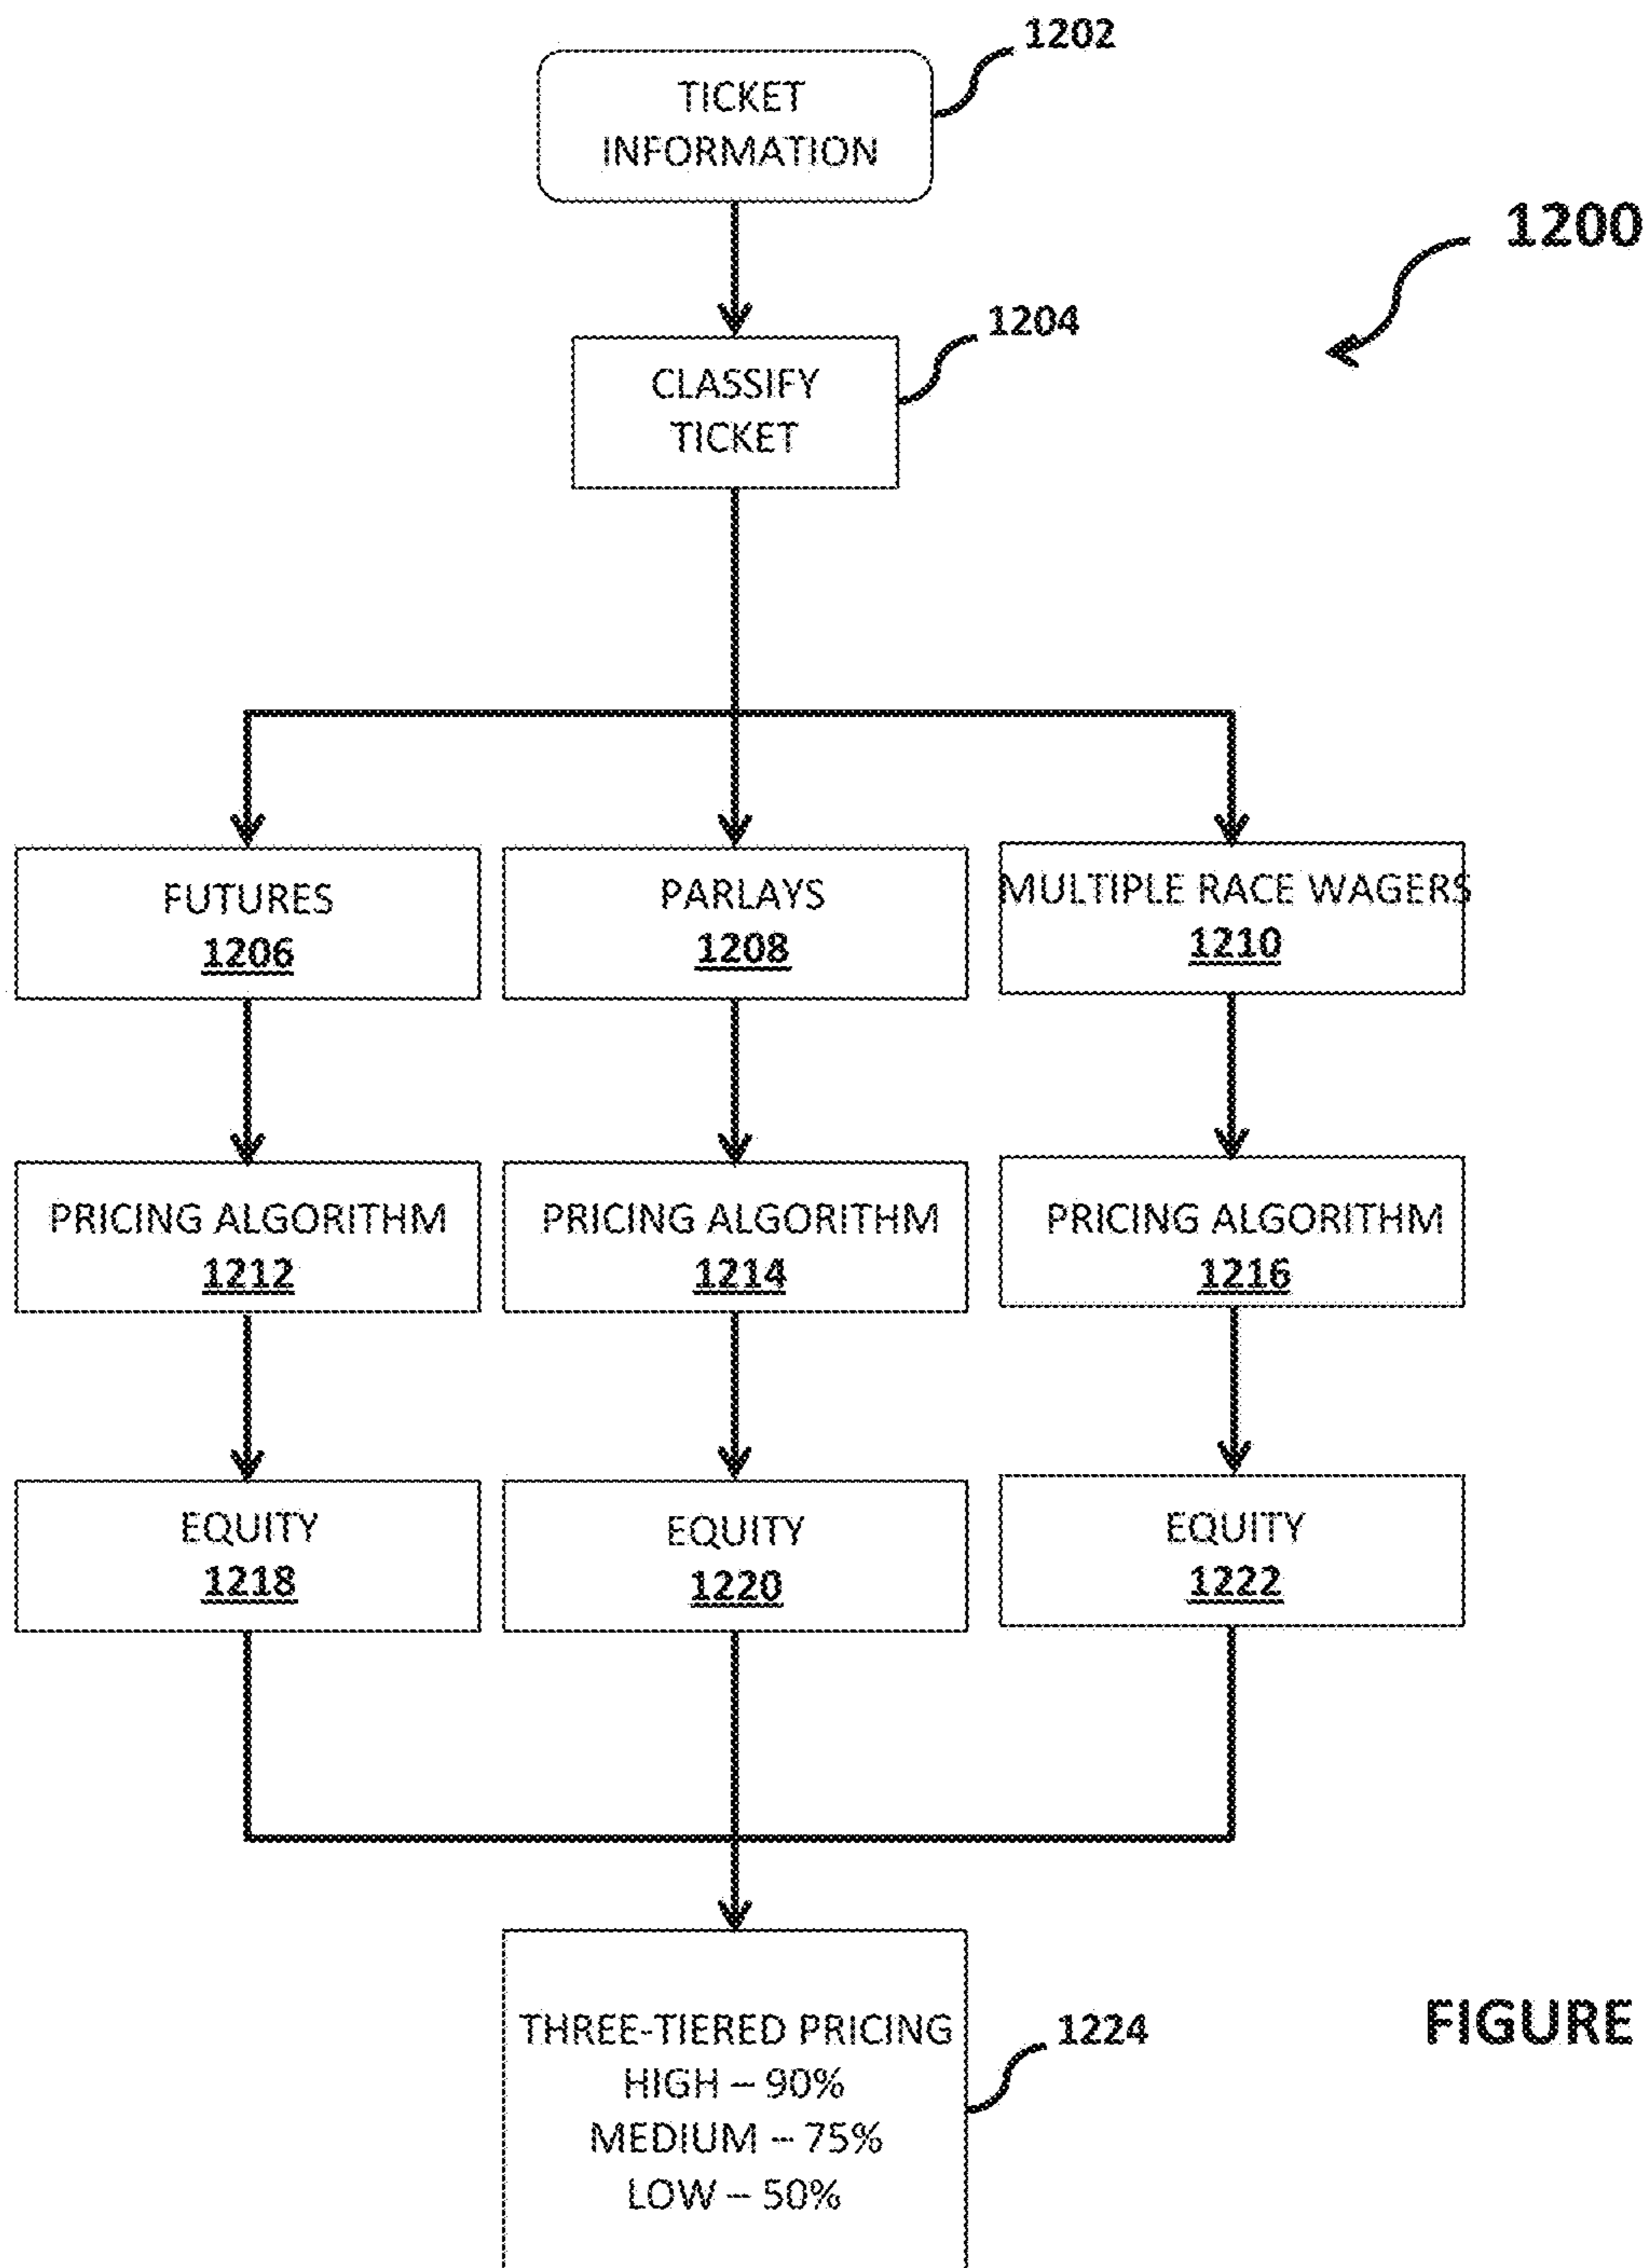 1202
TICKET
INFORMATION
1200
1204
CLASSIFY
TICKET
FUTURES
1206
PARLAYS
1208
MULTIPLE RACE WAGERS
1210
PRICING ALGORITHM
1212
PRICING ALGORITHM
1214
PRICING ALGORITHM
1216
EQUITY
1218
EQUITY
1220
EQUITY
1222
THREE-TIERED PRICING
HIGH – 90%
MEDIUM – 75%
LOW – 50%
1224
FIGURE